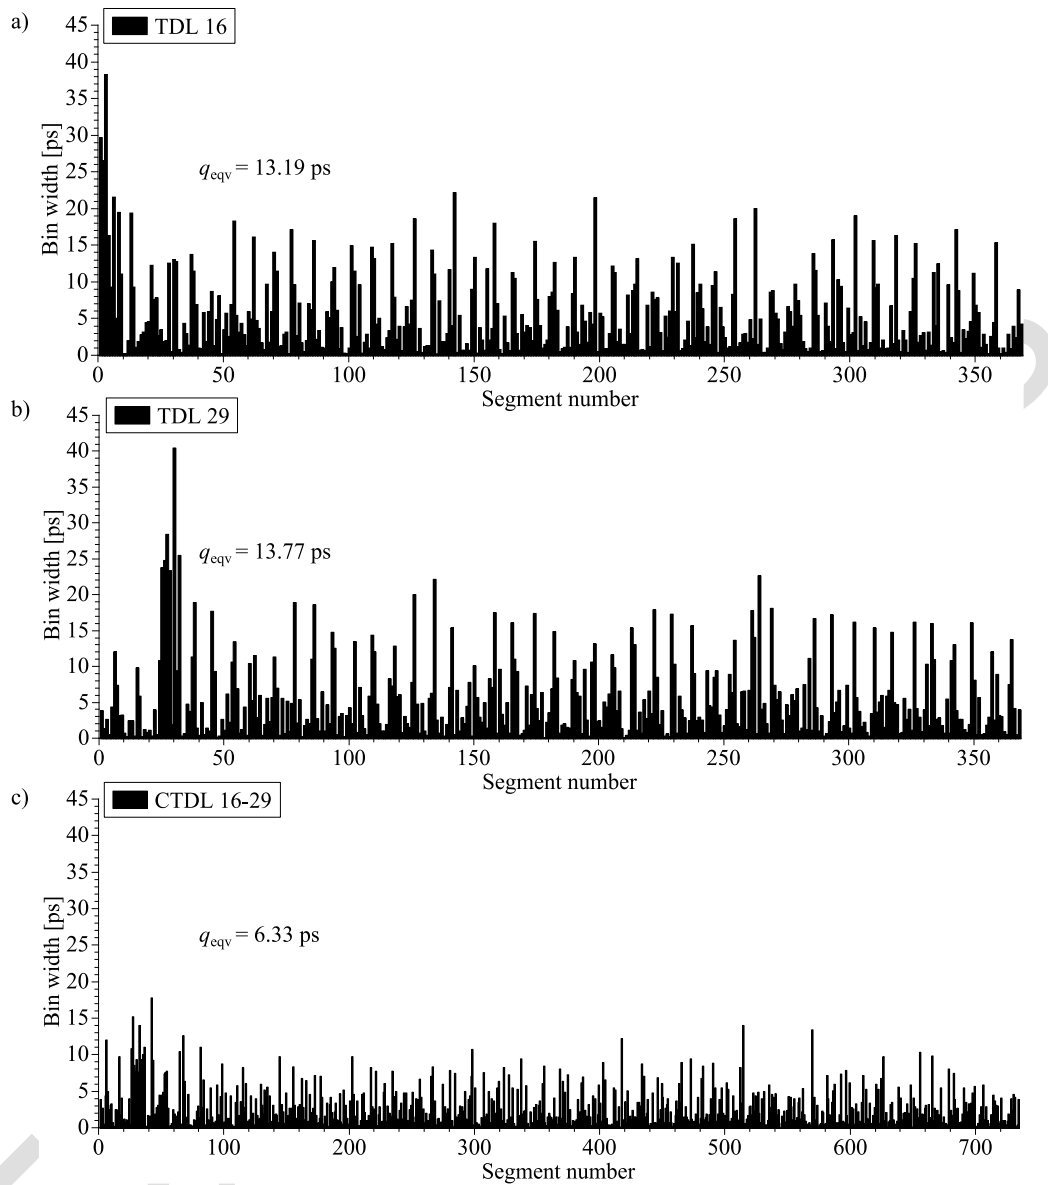 a)
TDL 16
45
40
35
30
25
20
15
10
5
0
Bin width [ps]
q_eqv = 13.19 ps
0 50 100 150 200 250 300 350
Segment number
b)
TDL 29
45
40
35
30
25
20
15
10
5
0
Bin width [ps]
q_eqv = 13.77 ps
0 50 100 150 200 250 300 350
Segment number
c)
CTDL 16-29
45
40
35
30
25
20
15
10
5
0
Bin width [ps]
q_eqv = 6.33 ps
0 100 200 300 400 500 600 700
Segment number